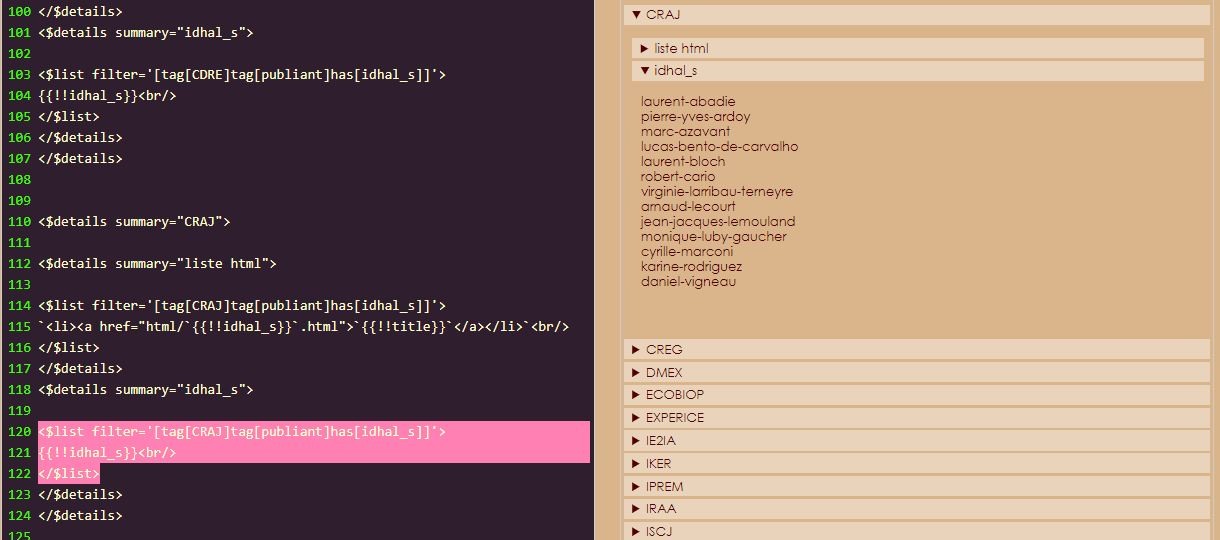 100 </$details>
101 <$details summary="idhal_s">
102
103 <$list filter='[tag[CDRE]tag[publiant]has[idhal_s]]'>
104 {{!!idhal_s}}<br/>
105 </$list>
106 </$details>
107 </$details>
108
109
110 <$details summary="CRAJ">
111
112 <$details summary="liste html">
113
114 <$list filter='[tag[CRAJ]tag[publiant]has[idhal_s]]'>
115 `<li><a href="html/`{{!!idhal_s}}`.html">`{{!!title}}`</a></li>`<br/>
116 </$list>
117 </$details>
118 <$details summary="idhal_s">
119
120 <$list filter='[tag[CRAJ]tag[publiant]has[idhal_s]]'>
121 {{!!idhal_s}}<br/>
122 </$list>
123 </$details>
124 </$details>
125
▼ CRAJ
▶ liste html
▼ idhal_s
laurent-abadie
pierre-yves-ardoy
marc-azavant
lucas-bento-de-carvalho
laurent-bloch
robert-cario
virginie-larribau-terneyre
arnaud-lecourt
jean-jacques-lemouland
monique-luby-gaucher
cyrille-marconi
karine-rodriguez
daniel-vigneau
▶ CREG
▶ DMEX
▶ ECOBIOP
▶ EXPERICE
▶ IE2IA
▶ IKER
▶ IPREM
▶ IRAA
▶ ISCJ